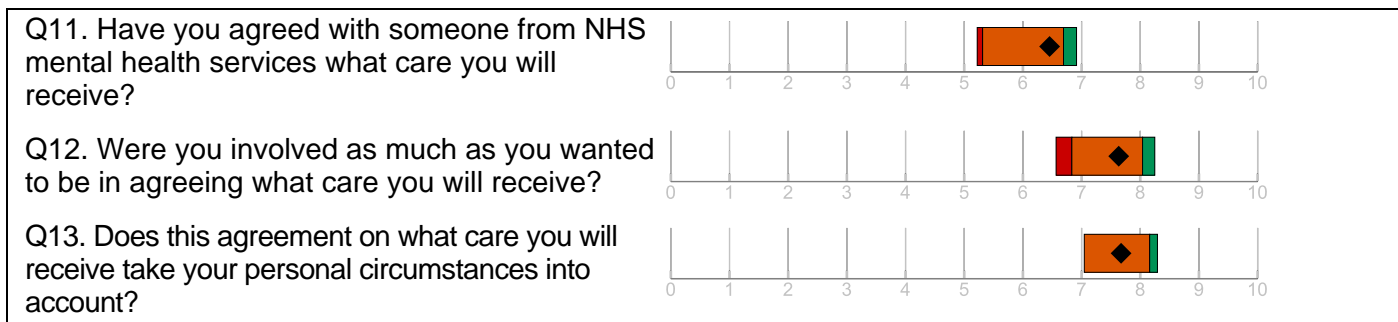 Q11. Have you agreed with someone from NHS
mental health services what care you will
receive?
0 1 2 3 4 5 6 7 8 9 10
Q12. Were you involved as much as you wanted
to be in agreeing what care you will receive?
0 1 2 3 4 5 6 7 8 9 10
Q13. Does this agreement on what care you will
receive take your personal circumstances into
account?
0 1 2 3 4 5 6 7 8 9 10